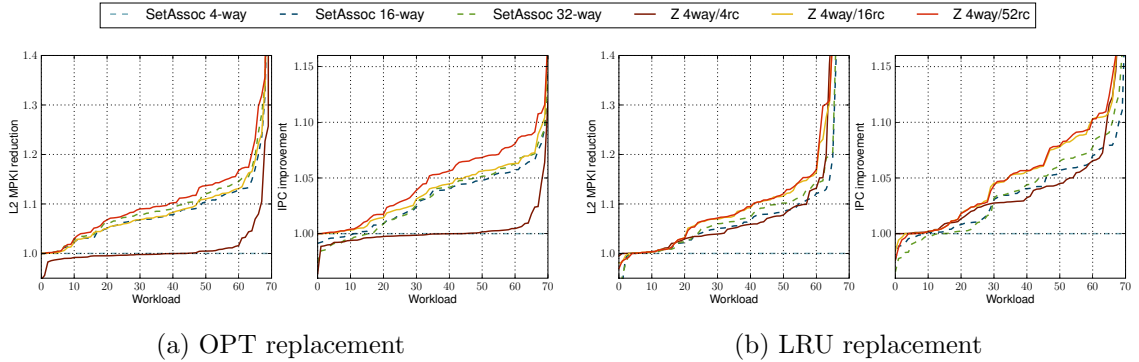 SetAssoc 4-way SetAssoc 16-way SetAssoc 32-way Z 4way/4rc Z 4way/16rc Z 4way/52rc
L2 MPKI reduction
1.4
1.3
1.2
1.1
1.0
0 10 20 30 40 50 60 70
Workload
IPC improvement
1.15
1.10
1.05
1.00
0 10 20 30 40 50 60 70
Workload
L2 MPKI reduction
1.4
1.3
1.2
1.1
1.0
0 10 20 30 40 50 60 70
Workload
IPC improvement
1.15
1.10
1.05
1.00
0 10 20 30 40 50 60 70
Workload
(a) OPT replacement
(b) LRU replacement